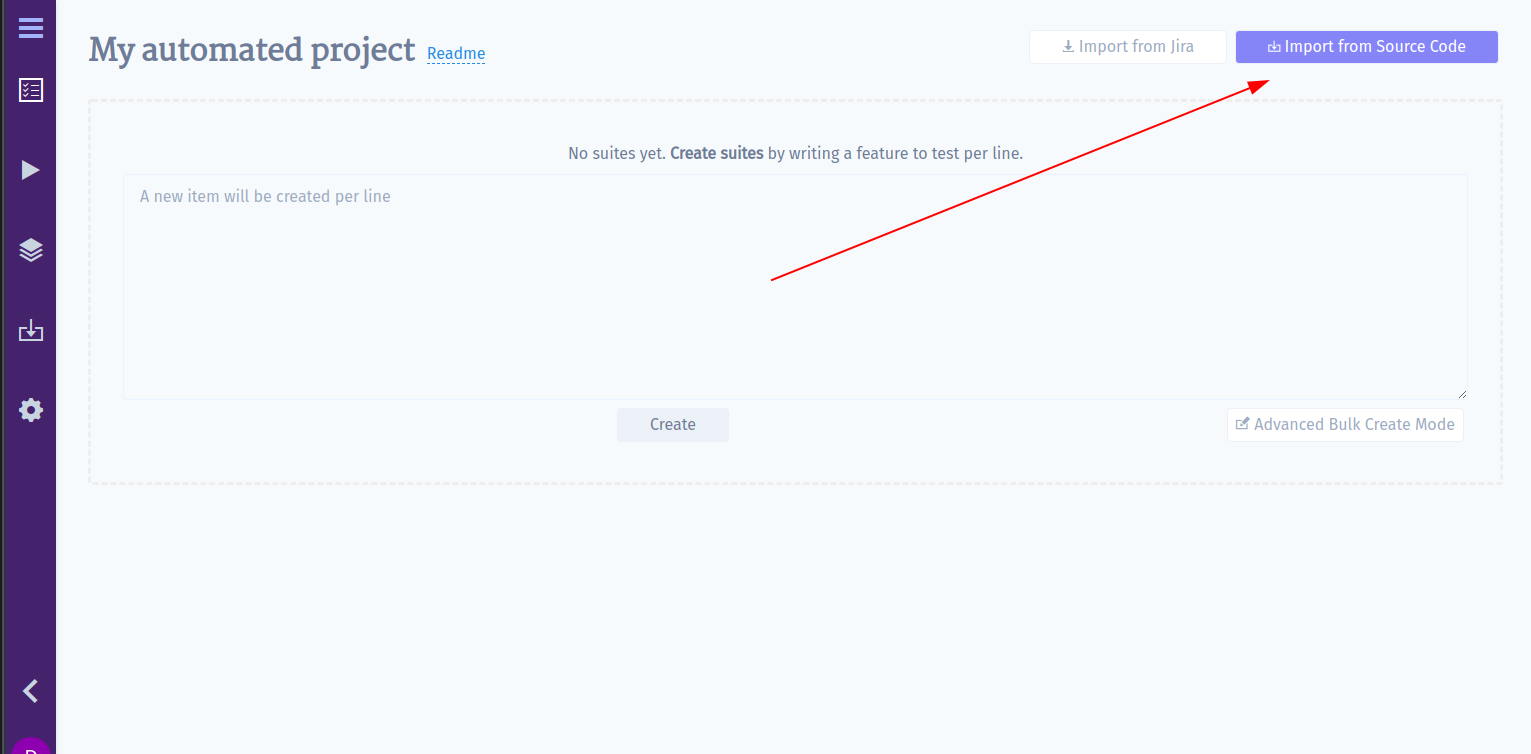 My automated project Readme
Import from Jira
Import from Source Code
No suites yet. Create suites by writing a feature to test per line.
A new item will be created per line
Create
Advanced Bulk Create Mode